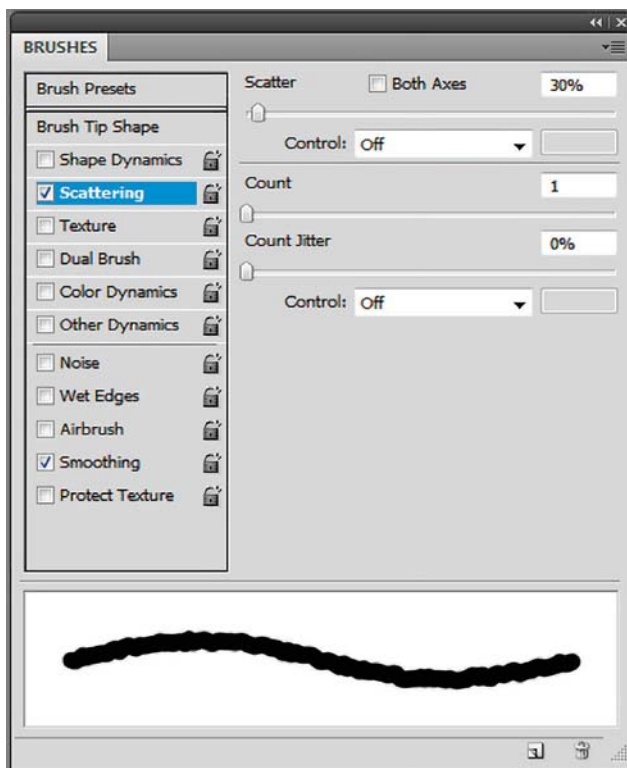 BRUSHES
Brush Presets
Brush Tip Shape
Shape Dynamics
Scattering
Texture
Dual Brush
Color Dynamics
Other Dynamics
Noise
Wet Edges
Airbrush
Smoothing
Protect Texture
Scatter Both Axes 30%
Control: Off
Count 1
Count Jitter 0%
Control: Off